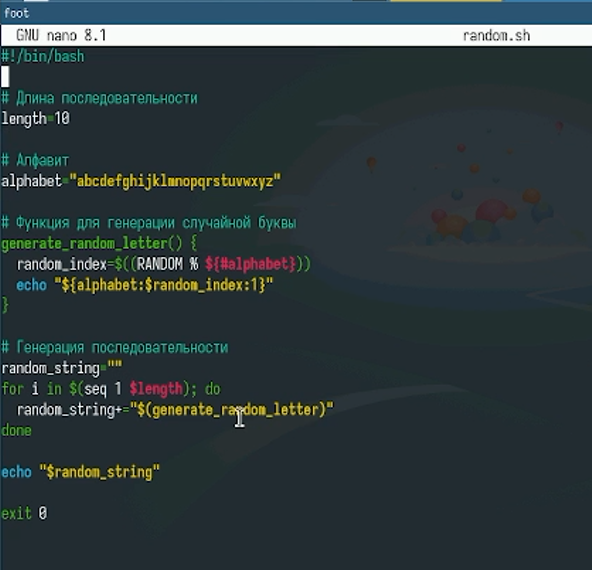 foot
GNU nano 8.1 random.sh
#!/bin/bash
# Длина последовательности
length=10
# Алфавит
alphabet="abcdefghijklmnopqrstuvwxyz"
# Функция для генерации случайной буквы
generate_random_letter() {
random_index=$((RANDOM % ${#alphabet}))
echo "${alphabet:$random_index:1}"
}
# Генерация последовательности
random_string=""
for i in $(seq 1 $length); do
random_string+="$(generate_random_letter)"
done
echo "$random_string"
exit 0